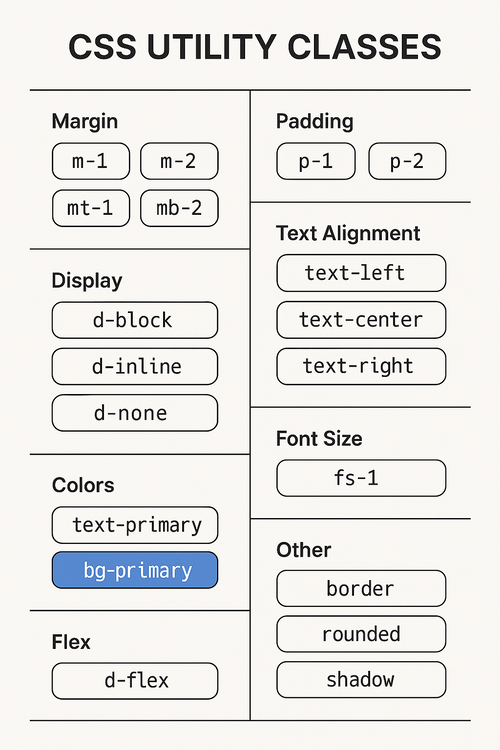 CSS UTILITY CLASSES
Margin
m-1 m-2
mt-1 mb-2
Display
d-block
d-inline
d-none
Colors
text-primary
bg-primary
Flex
d-flex
Padding
p-1 p-2
Text Alignment
text-left
text-center
text-right
Font Size
fs-1
Other
border
rounded
shadow